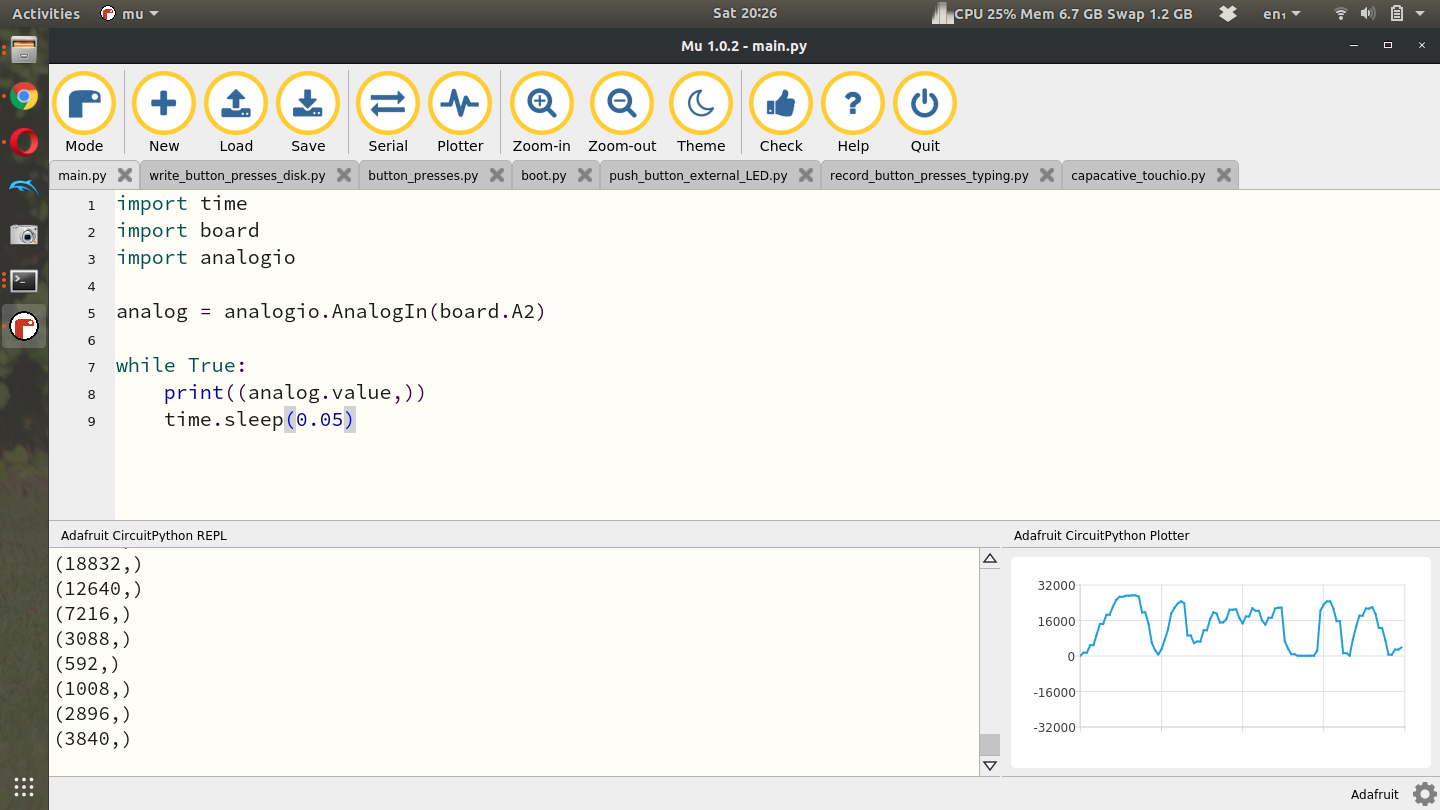 Activities mu Sat 20:26 CPU 25% Mem 6.7 GB Swap 1.2 GB en₁
Mu 1.0.2 - main.py
Mode New Load Save Serial Plotter Zoom-in Zoom-out Theme Check Help Quit
main.py write_button_presses_disk.py button_presses.py boot.py push_button_external_LED.py record_button_presses_typing.py capacative_touchio.py
1 import time
2 import board
3 import analogio
4
5 analog = analogio.AnalogIn(board.A2)
6
7 while True:
8     print((analog.value,))
9     time.sleep(0.05)
Adafruit CircuitPython REPL
(18832,)
(12640,)
(7216,)
(3088,)
(592,)
(1008,)
(2896,)
(3840,)
Adafruit CircuitPython Plotter
32000
16000
0
-16000
-32000
Adafruit